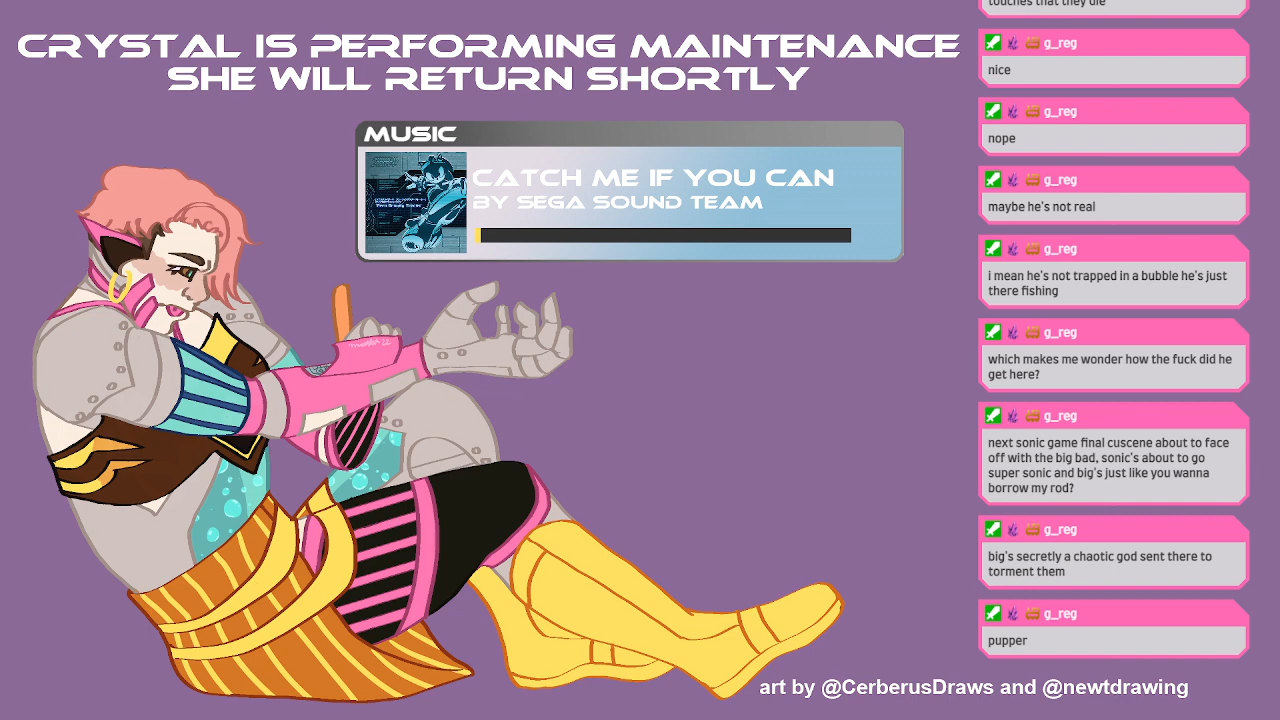 CRYSTAL IS PERFORMING MAINTENANCE
SHE WILL RETURN SHORTLY
MUSIC
CATCH ME IF YOU CAN
BY SEGA SOUND TEAM
touches that they die
g_reg
nice
g_reg
nope
g_reg
maybe he's not real
g_reg
i mean he's not trapped in a bubble he's just
there fishing
g_reg
which makes me wonder how the fuck did he
get here?
g_reg
next sonic game final cuscene about to face
off with the big bad, sonic's about to go
super sonic and big's just like you wanna
borrow my rod?
g_reg
big's secretly a chaotic god sent there to
torment them
g_reg
pupper
art by @CerberusDraws and @newtdrawing